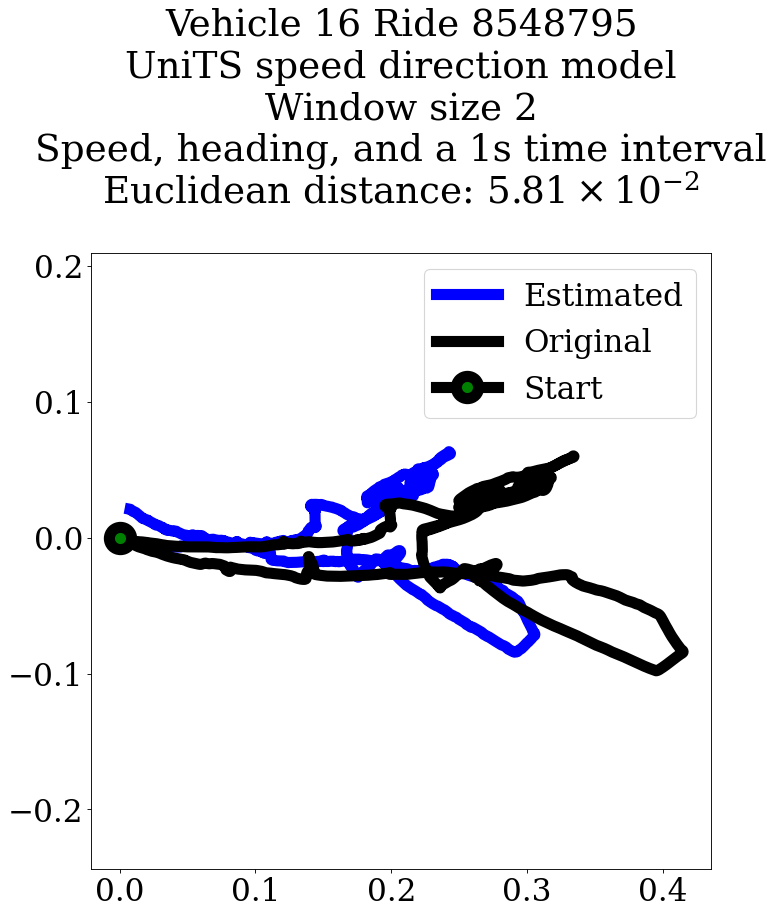 Vehicle 16 Ride 8548795
UniTS speed direction model
Window size 2
Speed, heading, and a 1s time interval
Euclidean distance: 5.81 × 10⁻²
Estimated
Original
Start
0.2
0.1
0.0
−0.1
−0.2
0.0 0.1 0.2 0.3 0.4